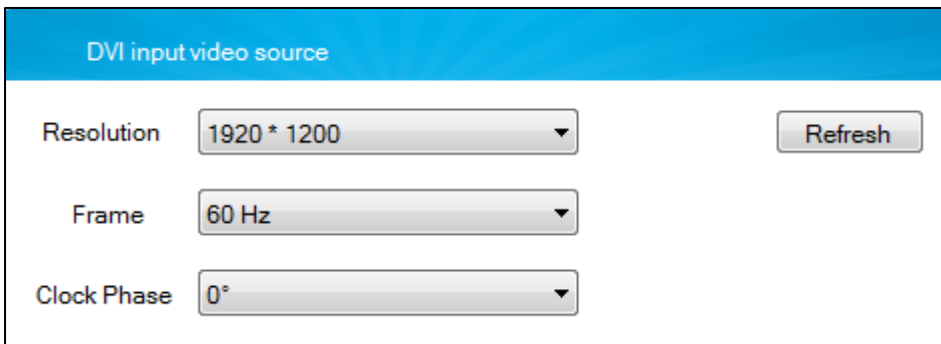 DVI input video source
Resolution 1920 * 1200 Refresh
Frame 60 Hz
Clock Phase 0°